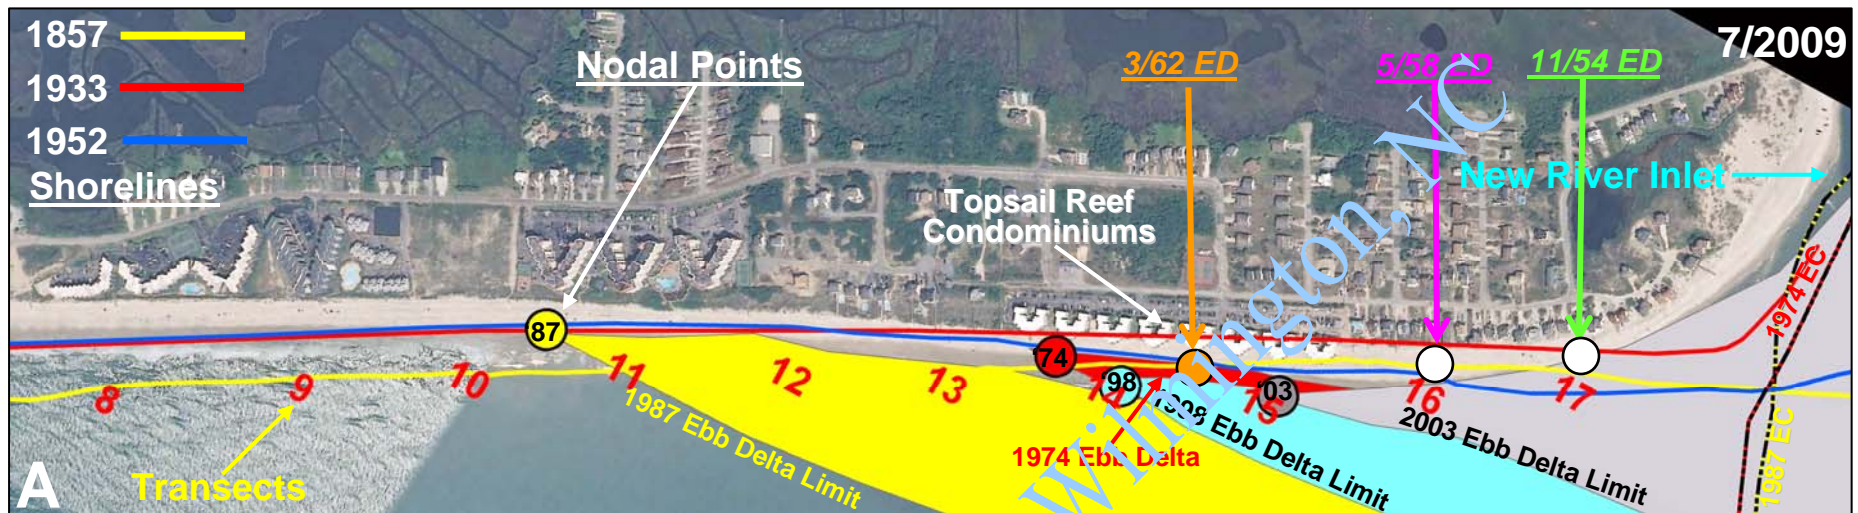 1857
1933
1952
Shorelines
Nodal Points
3/62 ED
5/58 ED
11/54 ED
7/2009
New River Inlet
Topsail Reef
Condominiums
87
74
98
03
8
9
10
11
12
13
14
15
16
17
1987 Ebb Delta Limit
1974 Ebb Delta
1998 Ebb Delta Limit
2003 Ebb Delta Limit
1974 EC
1987 EC
Transects
A
Wilmington, NC